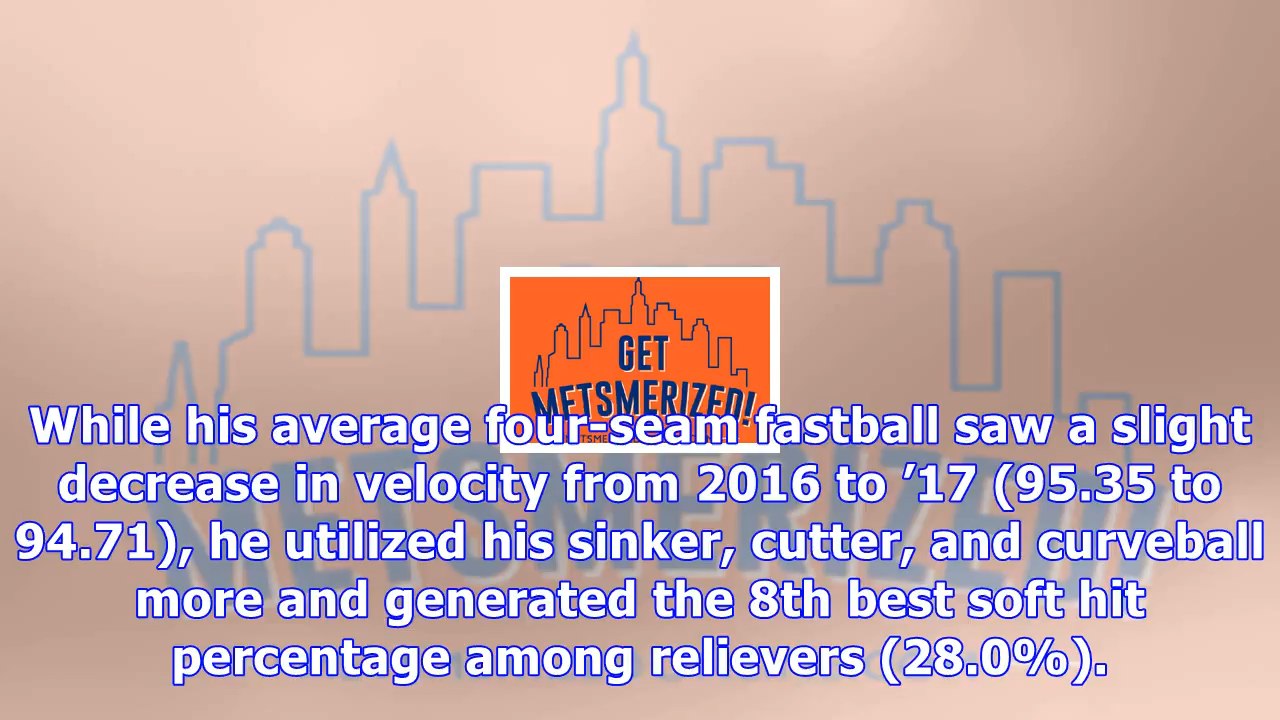 GET
METSMERIZED!
While his average four-seam fastball saw a slight
decrease in velocity from 2016 to ’17 (95.35 to
94.71), he utilized his sinker, cutter, and curveball
more and generated the 8th best soft hit
percentage among relievers (28.0%).
METSMERIZED!